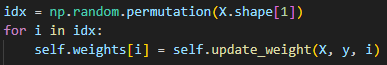 idx = np.random.permutation(X.shape[1])
for i in idx:
    self.weights[i] = self.update_weight(X, y, i)